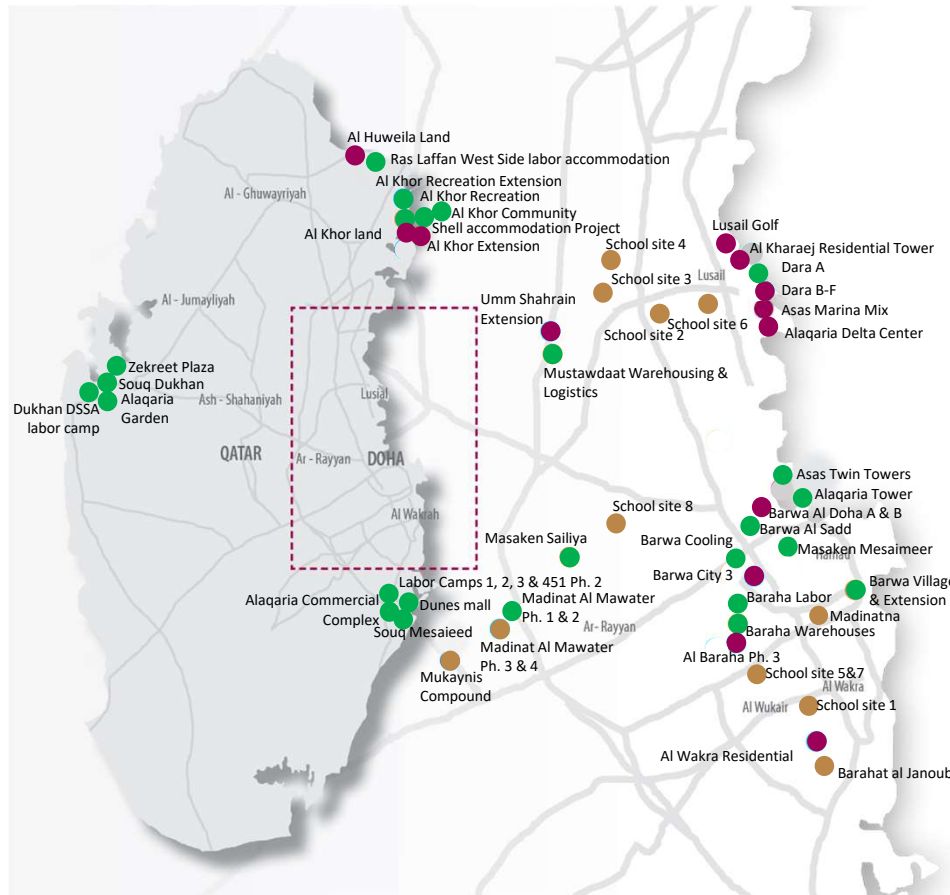 Al Huweila Land
Ras Laffan West Side labor accommodation
Al Khor Recreation Extension
Al - Ghuwayriyah
Al Khor Recreation
Al Khor Community
Shell accommodation Project
Al Khor land
Al Khor Extension
Lusail Golf
Al Kharaej Residential Tower
School site 4
Lusail
Dara A
School site 3
Dara B-F
Al - Jumayliyah
Umm Shahrain
Extension
School site 6
School site 2
Asas Marina Mix
Alaqaria Delta Center
Zekreet Plaza
Souq Dukhan
Mustawdaat Warehousing &
Logistics
Dukhan DSSA
labor camp
Alaqaria
Garden
Ash - Shahaniyah
Lusial
QATAR
Ar - Rayyan
DOHA
Al Wakrah
Asas Twin Towers
Alaqaria Tower
Barwa Al Doha A & B
School site 8
Barwa Al Sadd
Masaken Sailiya
Barwa Cooling
Masaken Mesaimeer
Barwa City 3
Barwa Village
& Extension
Labor Camps 1, 2, 3 & 451 Ph. 2
Alaqaria Commercial
Complex
Dunes mall
Souq Mesaieed
Madinat Al Mawater
Ph. 1 & 2
Baraha Labor
Madinatna
Ar- Rayyan
Baraha Warehouses
Madinat Al Mawater
Ph. 3 & 4
Al Baraha Ph. 3
Mukaynis
Compound
School site 5&7
Al Wakra
Al Wukair
School site 1
Al Wakra Residential
Barahat al Janoub